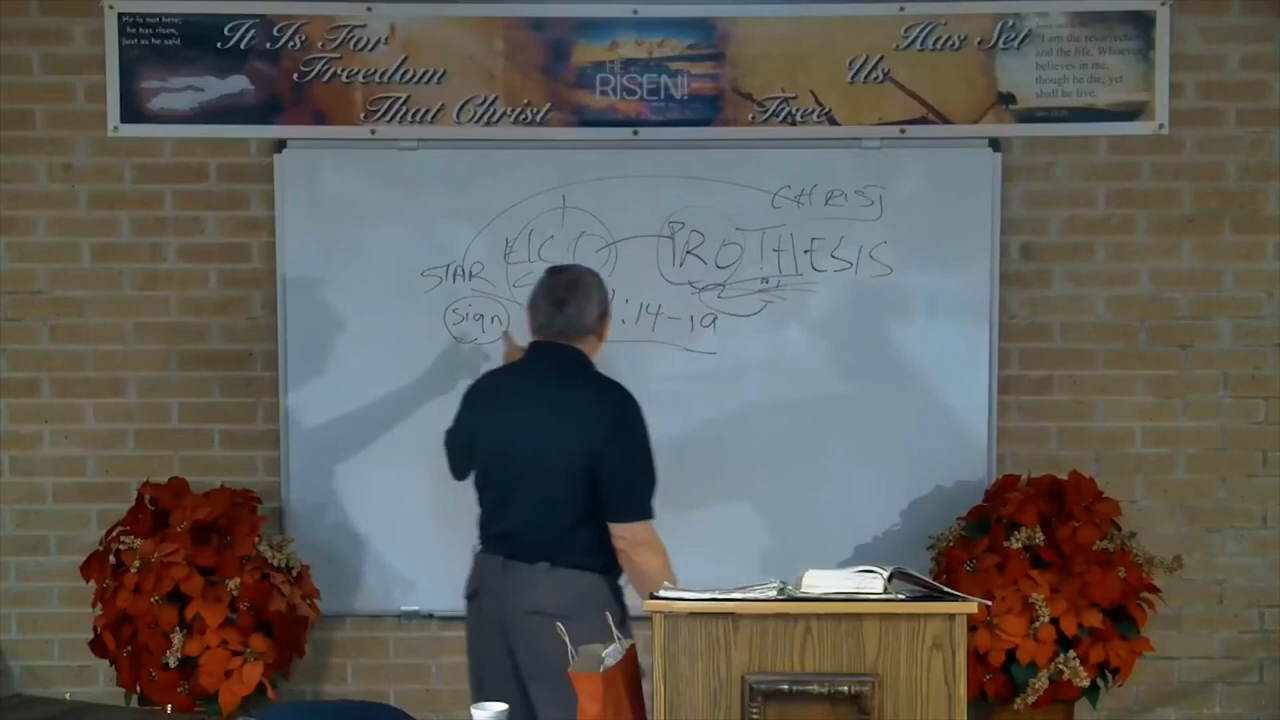 He is not here;
he has risen,
just as he said.
It Is For
Freedom
That Christ
HE
IS
RISEN!
Has Set
Us
Free
"I am the resurrection
and the life. Whoever
believes in me,
though he die, yet
shall he live.
CHRIST
PROTHESIS
STAR
sign
:14-19